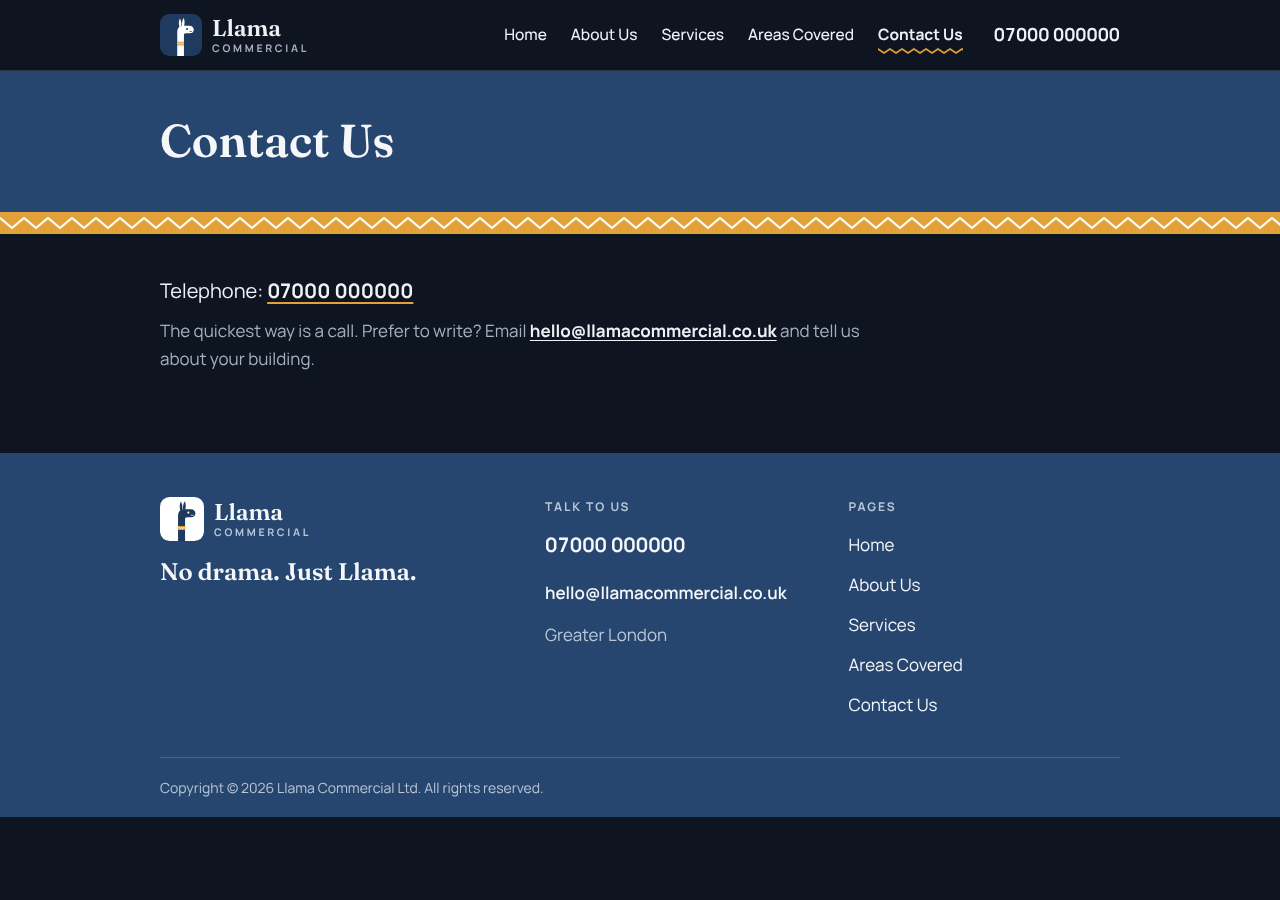 Llama
COMMERCIAL
Home About Us Services Areas Covered Contact Us 07000 000000
Contact Us
Telephone: 07000 000000
The quickest way is a call. Prefer to write? Email hello@llamacommercial.co.uk and tell us
about your building.
Llama
COMMERCIAL
No drama. Just Llama.
TALK TO US
07000 000000
hello@llamacommercial.co.uk
Greater London
PAGES
Home
About Us
Services
Areas Covered
Contact Us
Copyright © 2026 Llama Commercial Ltd. All rights reserved.